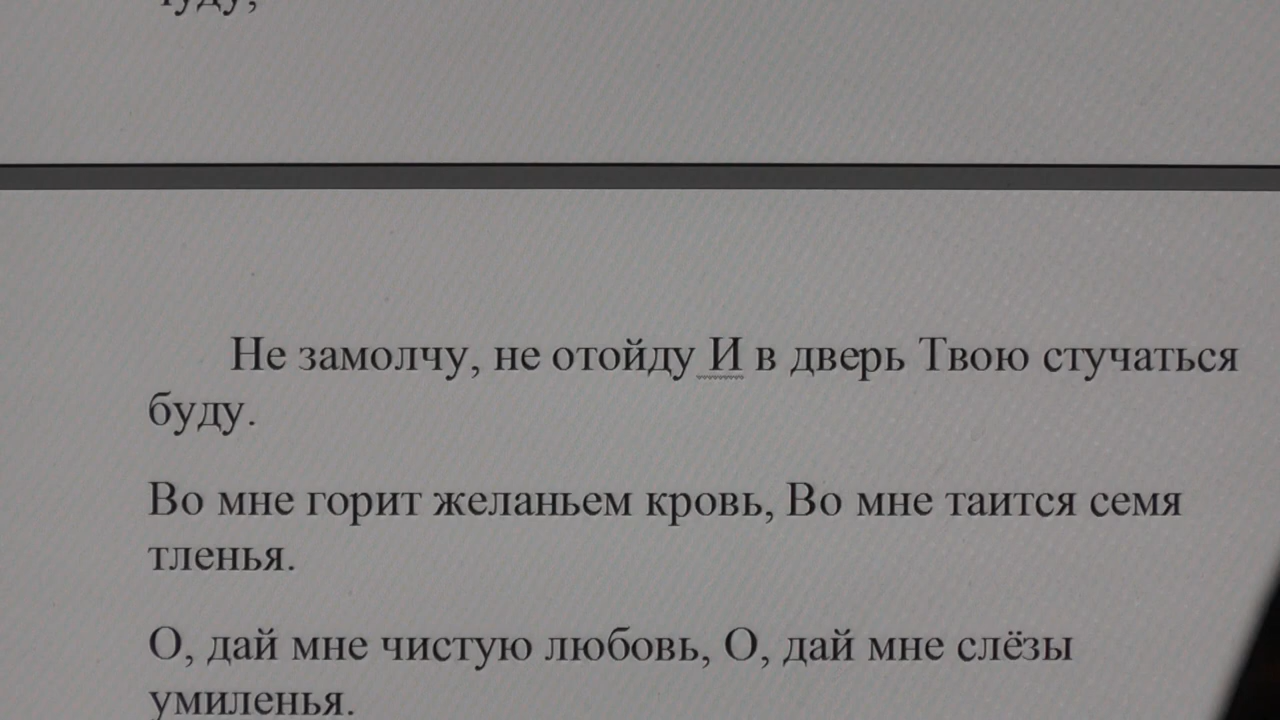 чуду,
Не замолчу, не отойду И в дверь Твою стучаться
буду.
Во мне горит желаньем кровь, Во мне таится семя
тленья.
О, дай мне чистую любовь, О, дай мне слёзы
умиленья.